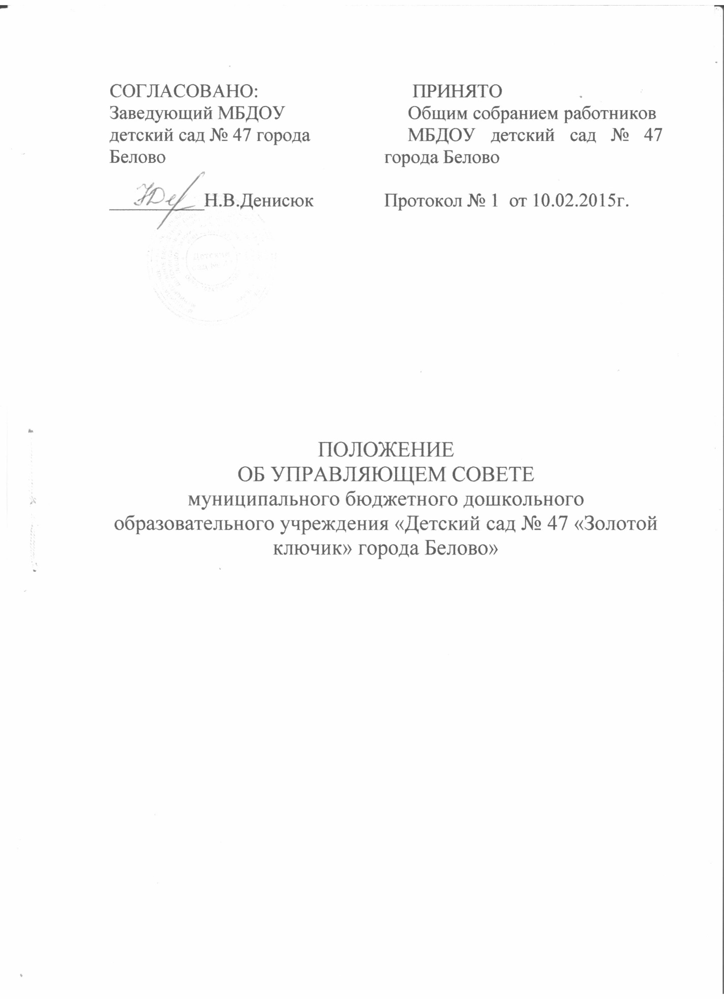 СОГЛАСОВАНО:
Заведующий МБДОУ
детский сад № 47 города
Белово
__________Н.В.Денисюк
ПРИНЯТО
Общим собранием работников
МБДОУ детский сад № 47
города Белово
Протокол № 1 от 10.02.2015г.
Детский
сад №
ПОЛОЖЕНИЕ
ОБ УПРАВЛЯЮЩЕМ СОВЕТЕ
муниципального бюджетного дошкольного
образовательного учреждения «Детский сад № 47 «Золотой
ключик» города Белово»